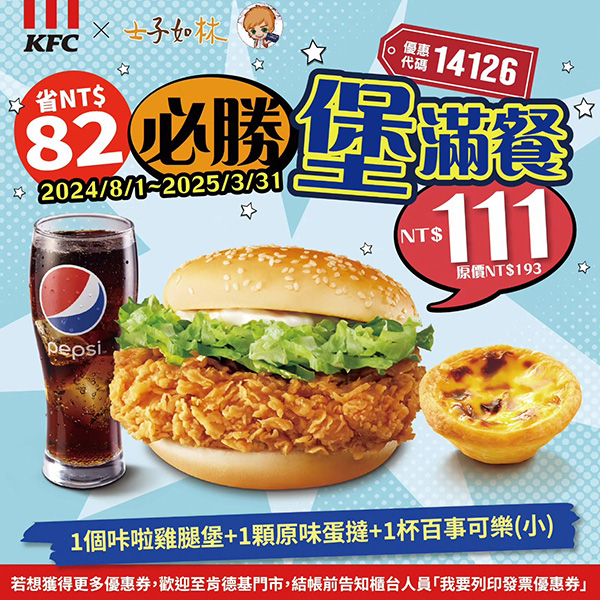 KFC × 士子如林
優惠代碼 14126
省NT$82
必勝堡滿餐
2024/8/1~2025/3/31
NT$111
原價NT$193
pepsi
1個咔啦雞腿堡+1顆原味蛋撻+1杯百事可樂(小)
若想獲得更多優惠券,歡迎至肯德基門市,結帳前告知櫃台人員「我要列印發票優惠券」